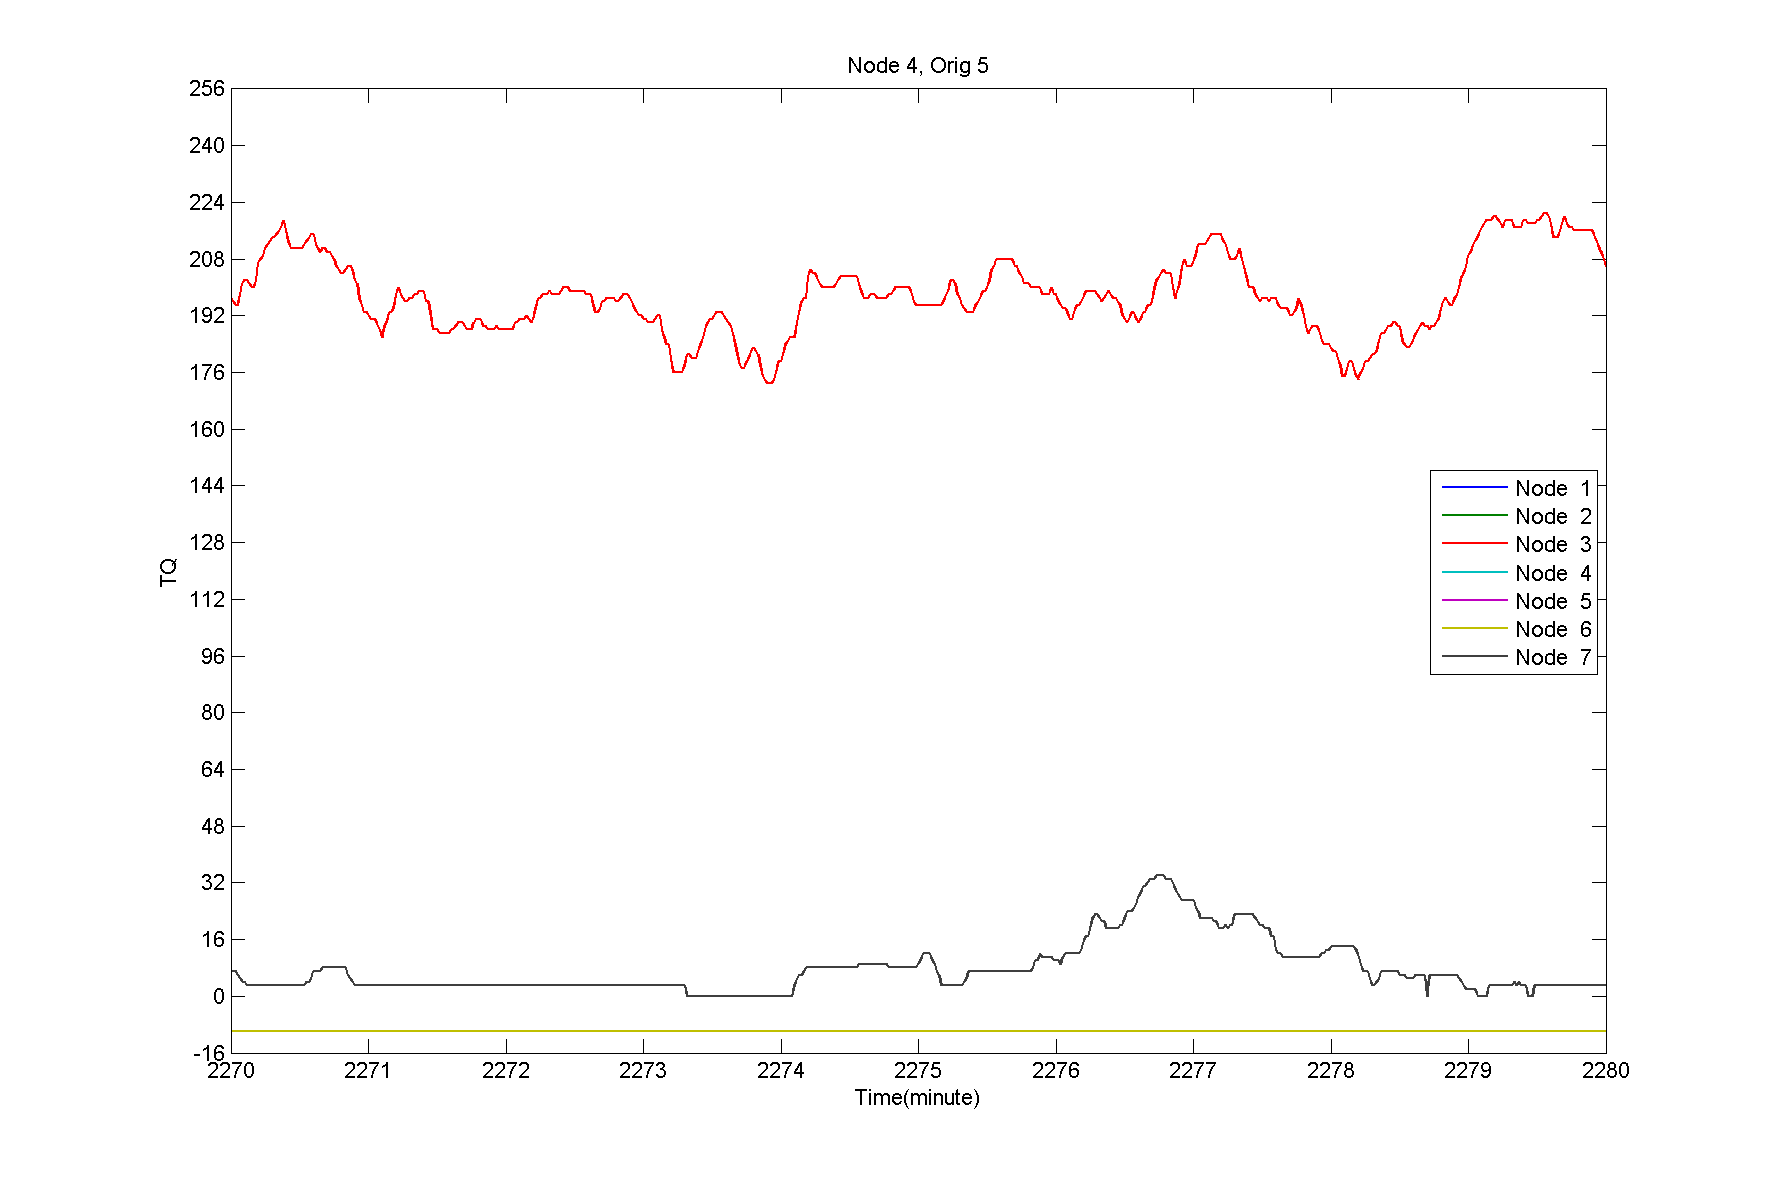 Node 4, Orig 5
256
240
224
208
192
176
160
144
128
112
96
80
64
48
32
16
0
-16
TQ
Node 1
Node 2
Node 3
Node 4
Node 5
Node 6
Node 7
2270 2271 2272 2273 2274 2275 2276 2277 2278 2279 2280
Time(minute)